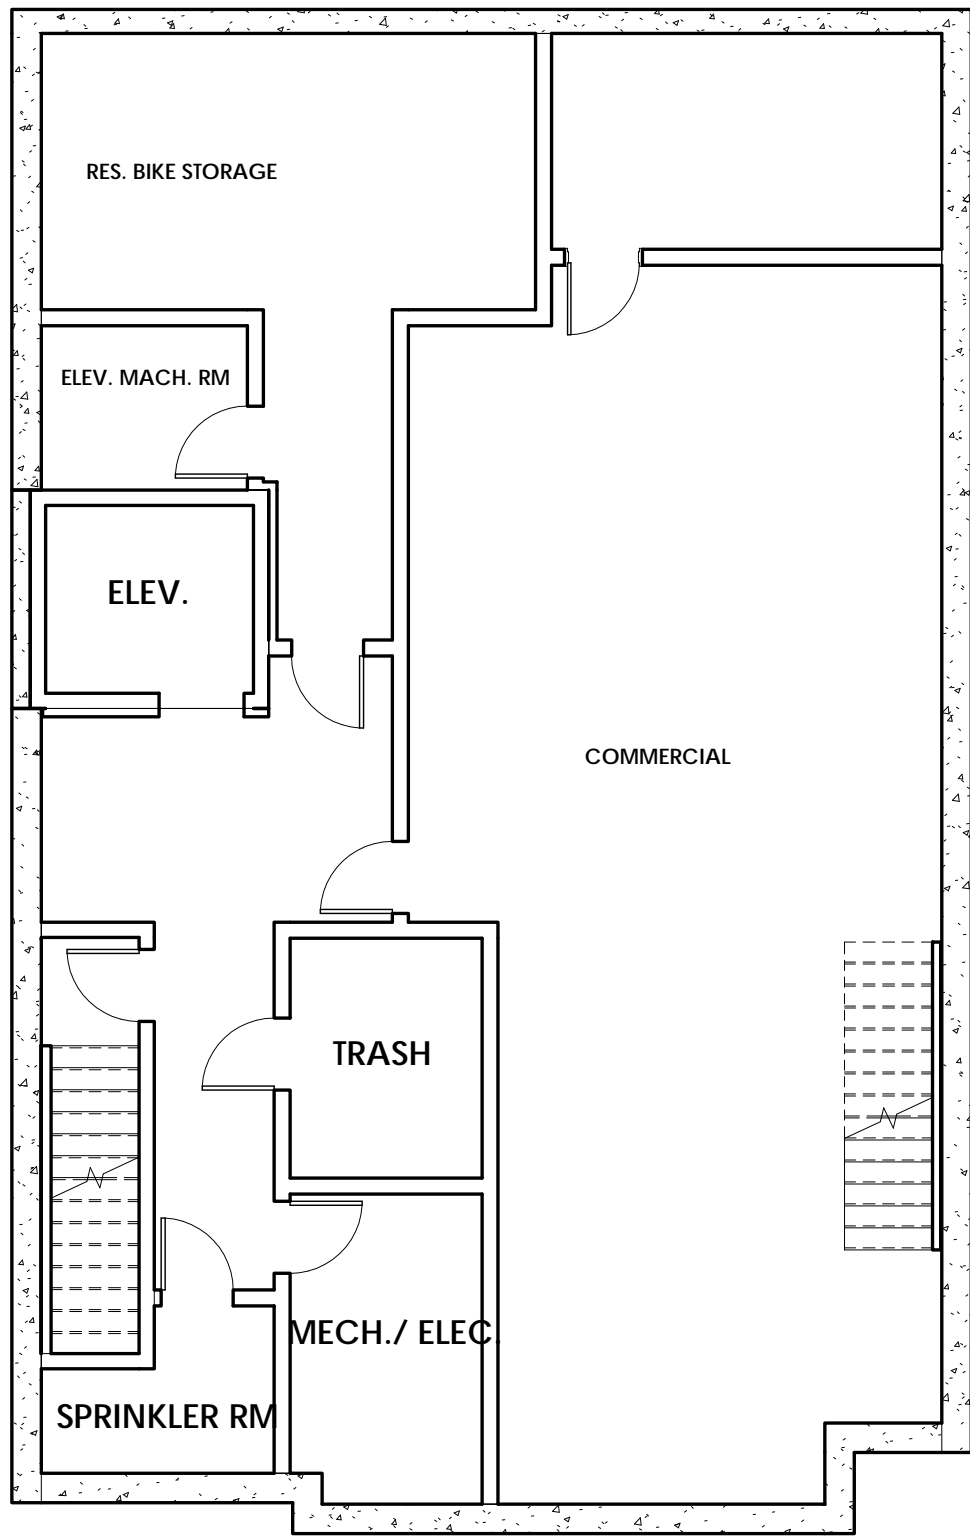 RES. BIKE STORAGE
ELEV. MACH. RM
ELEV.
COMMERCIAL
TRASH
MECH./ ELEC.
SPRINKLER RM